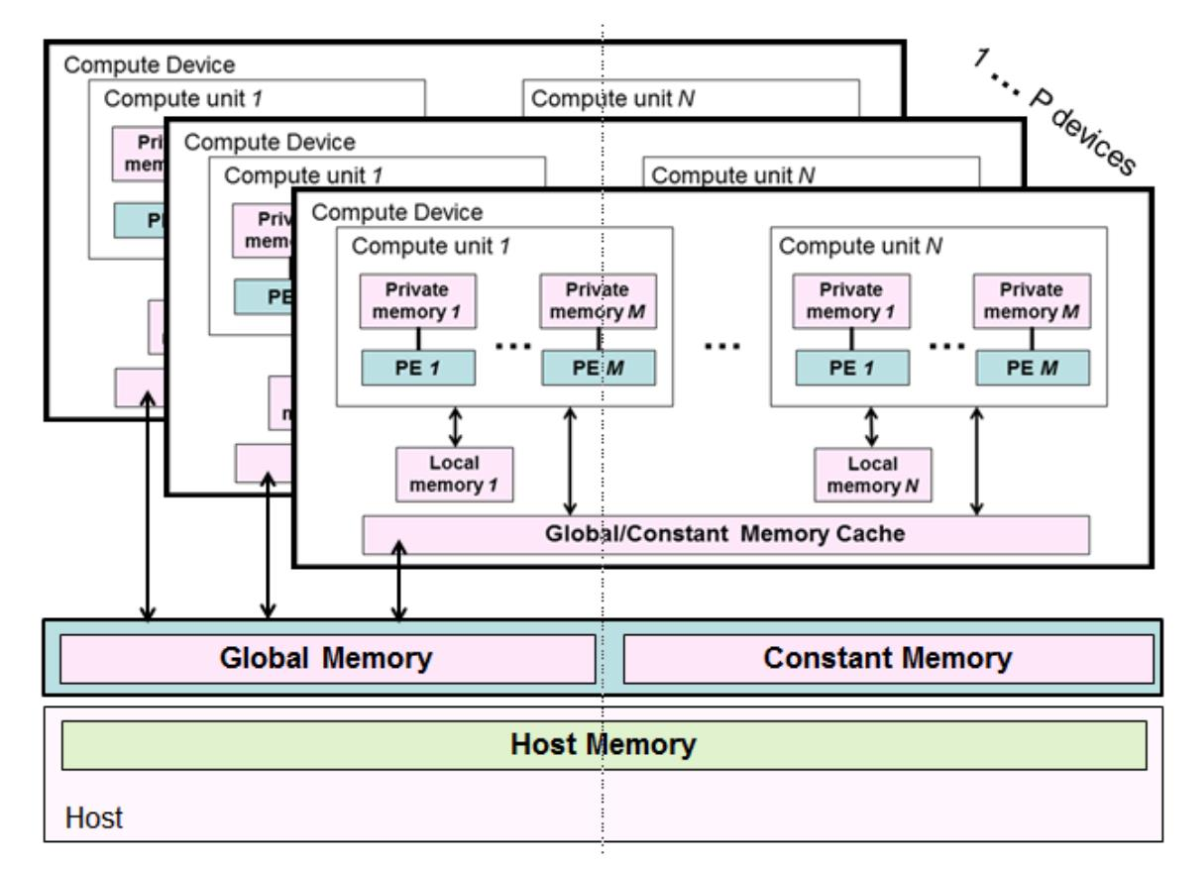 Compute Device
Compute unit 1
Compute unit N
Pri
mem
P
Compute Device
Compute unit 1
Compute unit N
Priv
mem
PE
Compute Device
Compute unit 1
Private
memory 1
Private
memory M
PE 1
...
PE M
...
Compute unit N
Private
memory 1
Private
memory M
PE 1
...
PE M
Local
memory 1
Local
memory N
Global/Constant Memory Cache
1 ... P devices
Global Memory
Constant Memory
Host Memory
Host